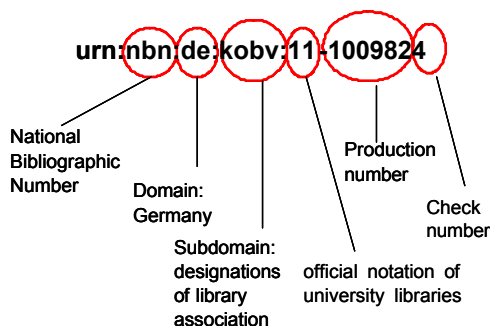 urn:nbn:de:kobv:11-10098244
National
Bibliographic
Number
Domain:
Germany
Subdomain:
designations
of library
association
official notation of
university libraries
Production
number
Check
number